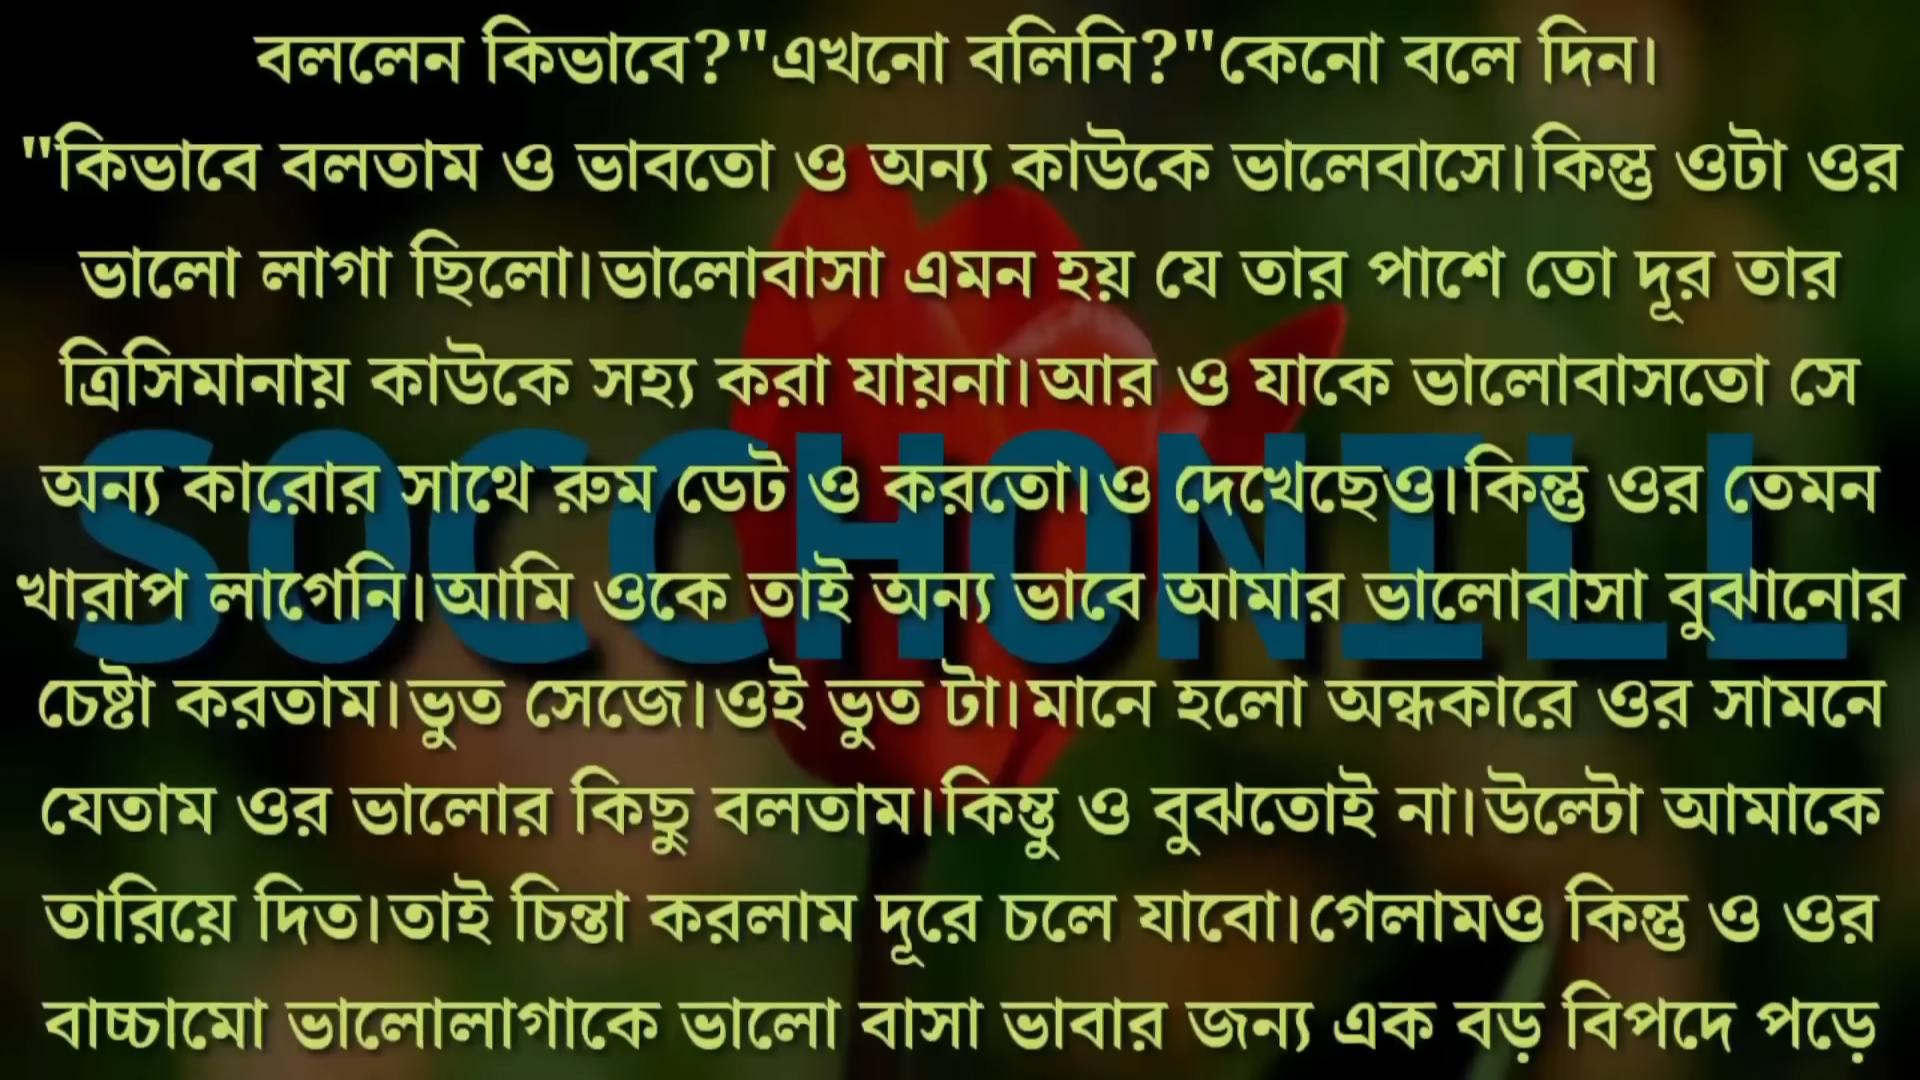 বললেন কিভাবে?"এখনো বলিনি?"কেনো বলে দিন।
"কিভাবে বলতাম ও ভাবতো ও অন্য কাউকে ভালেবাসে।কিন্তু ওটা ওর
ভালো লাগা ছিলো।ভালোবাসা এমন হয় যে তার পাশে তো দূর তার
ত্রিসিমানায় কাউকে সহ্য করা যায়না।আর ও যাকে ভালোবাসতো সে
অন্য কারোর সাথে রুম ডেট ও করতো।ও দেখেছেও।কিন্তু ওর তেমন
খারাপ লাগেনি।আমি ওকে তাই অন্য ভাবে আমার ভালোবাসা বুঝানোর
চেষ্টা করতাম।ভুত সেজে।ওই ভুত টা।মানে হলো অন্ধকারে ওর সামনে
যেতাম ওর ভালোর কিছু বলতাম।কিন্তু ও বুঝতোই না।উল্টো আমাকে
তারিয়ে দিত।তাই চিন্তা করলাম দূরে চলে যাবো।গেলামও কিন্তু ও ওর
বাচ্চামো ভালোলাগাকে ভালো বাসা ভাবার জন্য এক বড় বিপদে পড়ে
SOCCHONILL